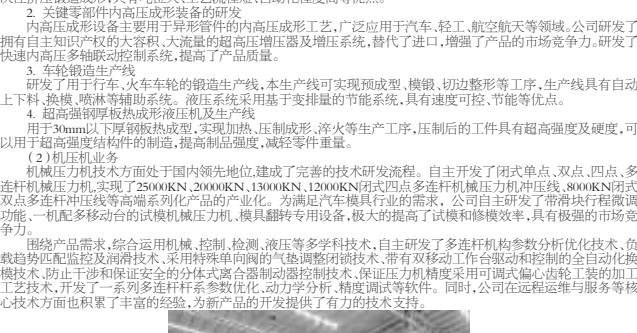 2. 关键零部件内高压成形装备的研发
内高压成形设备主要用于异形管件的内高压成形工艺,广泛应用于汽车、轻工、航空航天等领域。公司研发了
拥有自主知识产权的大容积、大流量的超高压增压器及增压系统,替代了进口,增强了产品的市场竞争力。研发了
快速内高压多轴联动控制系统,提高了产品质量。
3. 车轮锻造生产线
研发了用于行车、火车车轮的锻造生产线,本生产线可实现预成型、模锻、切边整形等工序,生产线具有自动
上下料、换模、喷淋等辅助系统。液压系统采用基于变排量的节能系统,具有速度可控、节能等优点。
4. 超高强钢厚板热成形液压机及生产线
用于30mm以下厚钢板热成型,实现加热、压制成形、淬火等生产工序,压制后的工件具有超高强度及硬度,可
以用于超高强度结构件的制造,提高制品强度,减轻零件重量。
(2)机压机业务
机械压力机技术方面处于国内领先地位,建成了完善的技术研发流程。自主开发了闭式单点、双点、四点、多
连杆机械压力机,实现了25000KN、20000KN、13000KN、12000KN闭式四点多连杆机械压力机冲压线、8000KN闭式
双点多连杆冲压线等高端系列化产品的产业化。为满足汽车模具行业的需求,公司自主研发了带滑块行程微调
功能、一机配多移动台的试模机械压力机、模具翻转专用设备,极大的提高了试模和修模效率,具有极强的市场竞
争力。
围绕产品需求,综合运用机械、控制、检测、液压等多学科技术,自主研发了多连杆机构参数分析优化技术、负
载趋势匹配监控及润滑技术、采用特殊单向阀的气垫调整闭锁技术、带有双移动工作台驱动和控制的全自动化换
模技术、防止干涉和保证安全的分体式离合器制动器控制技术、保证压力机精度采用可调式偏心齿轮工装的加工
工艺技术,开发了一系列多连杆杆系参数优化、动力学分析、精度调试等软件。同时,公司在远程运维与服务等核
心技术方面也积累了丰富的经验,为新产品的开发提供了有力的技术支持。